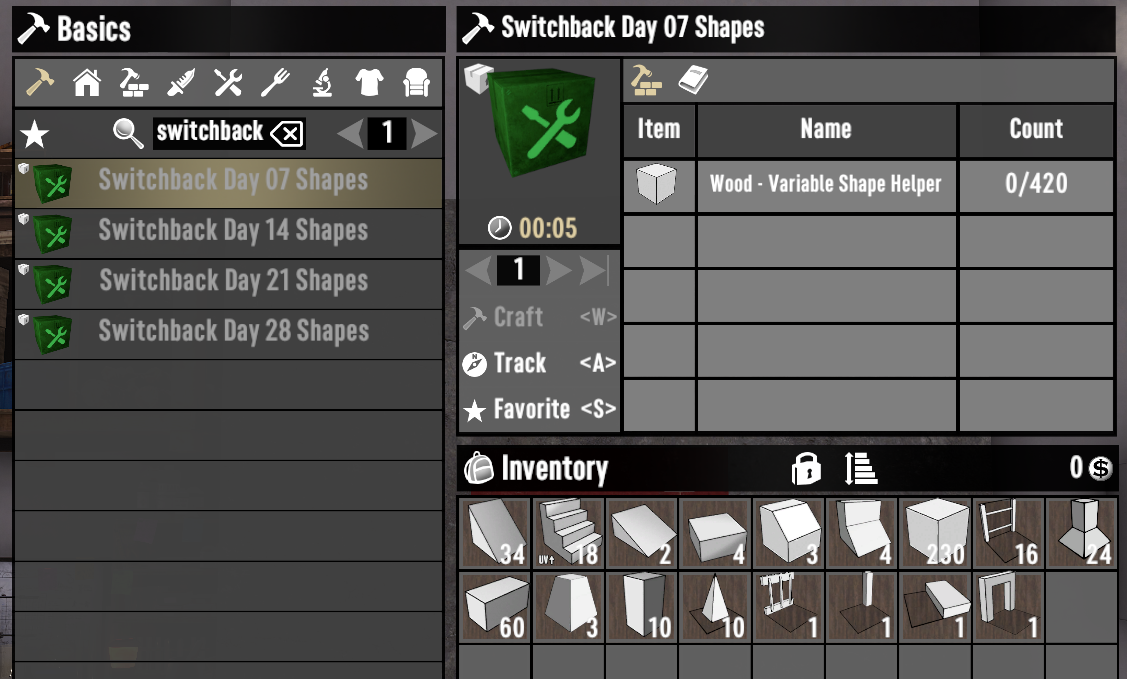 Basics
switchback
1
Switchback Day 07 Shapes
Switchback Day 14 Shapes
Switchback Day 21 Shapes
Switchback Day 28 Shapes
Switchback Day 07 Shapes
00:05
1
Craft <W>
Track <A>
Favorite <S>
Item Name Count
Wood - Variable Shape Helper 0/420
Inventory 0
34 UV↑ 18 2 4 3 4 230 16 24
60 3 10 10 1 1 1 1